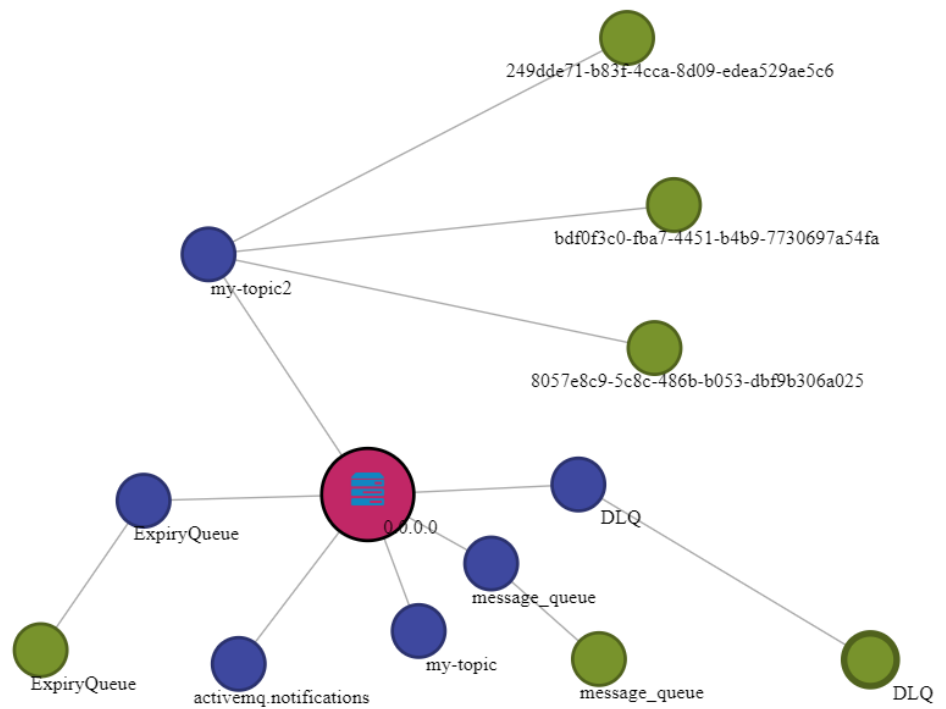 249dde71-b83f-4cca-8d09-edea529ae5c6
bdf0f3c0-fba7-4451-b4b9-7730697a54fa
my-topic2
8057e8c9-5c8c-486b-b053-dbf9b306a025
0.0.0.0
DLQ
ExpiryQueue
message_queue
my-topic
ExpiryQueue
activemq.notifications
message_queue
DLQ